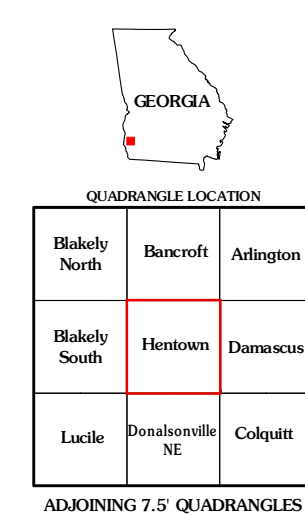 GEORGIA
QUADRANGLE LOCATION
Blakely
North
Bancroft
Arlington
Blakely
South
Hentown
Damascus
Lucile
Donalsonville
NE
Colquitt
ADJOINING 7.5' QUADRANGLES